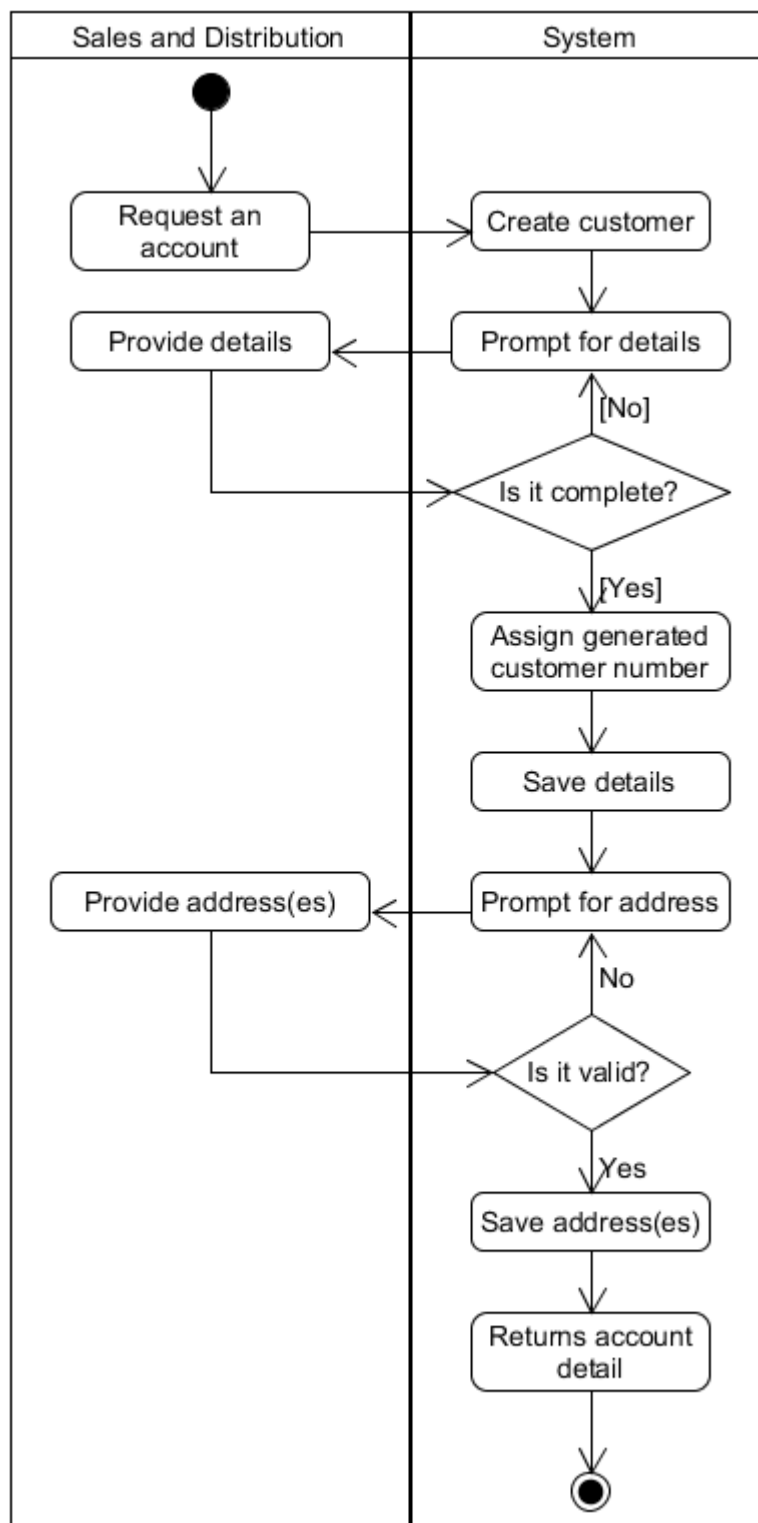 Sales and Distribution
System
Request an
account
Create customer
Provide details
Prompt for details
[No]
Is it complete?
[Yes]
Assign generated
customer number
Save details
Provide address(es)
Prompt for address
No
Is it valid?
Yes
Save address(es)
Returns account
detail